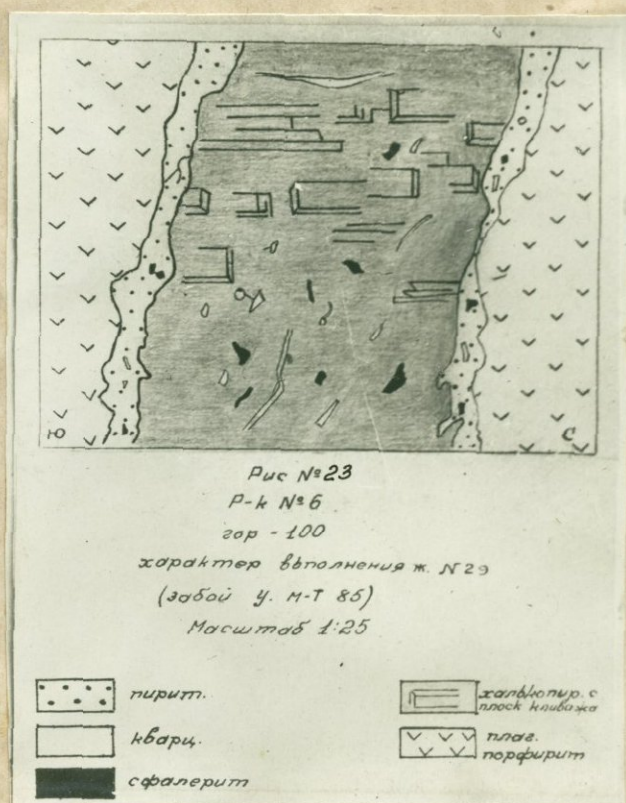 Ю
С
Рис №23
Р-к №6
гор - 100
характер выполнения ж. №29
(забой у. м-т 85)
Масштаб 1:25
пирит.
кварц.
сфалерит
халькопир. с
плоск кливажа
плаг.
порфирит